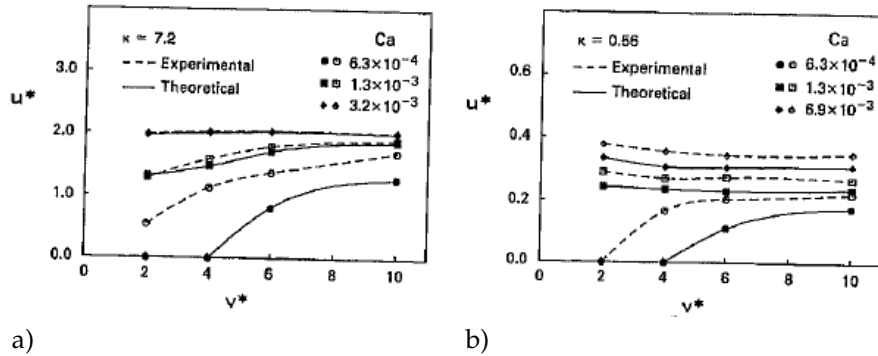 κ = 7.2
Ca
Experimental
Theoretical
6.3×10⁻⁴
1.3×10⁻³
3.2×10⁻³
u*
3.0
2.0
1.0
0.0
0 2 4 6 8 10
v*
a)
κ = 0.56
Ca
Experimental
Theoretical
6.3×10⁻⁴
1.3×10⁻³
6.9×10⁻³
u*
0.6
0.4
0.2
0.0
0 2 4 6 8 10
v*
b)